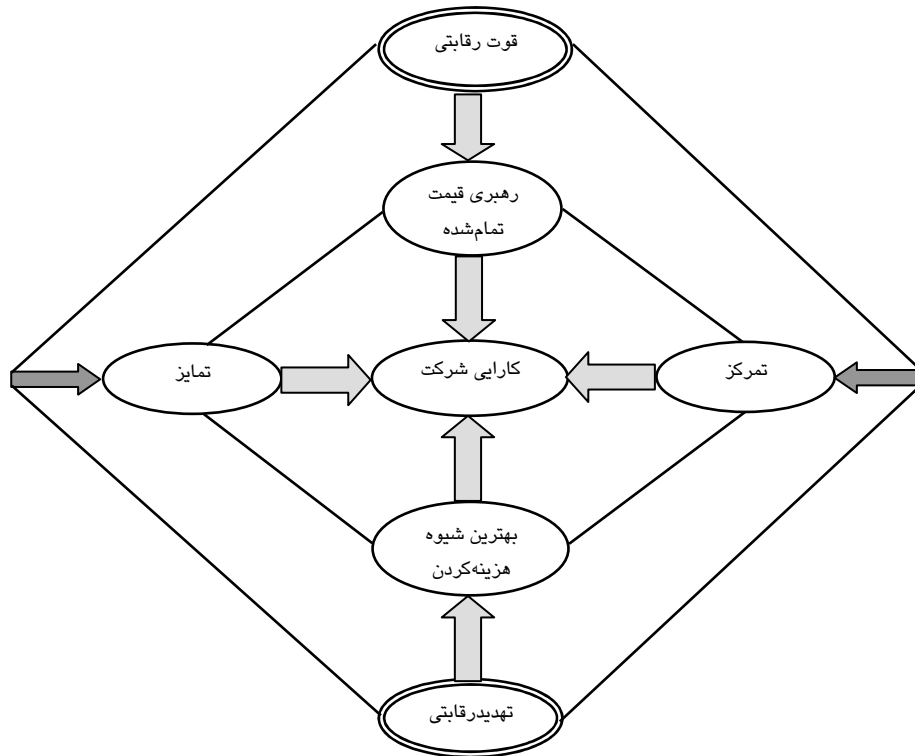 قوت رقابتی
رهبری قیمت
تمام‌شده
تمایز
کارایی شرکت
تمرکز
بهترین شیوه
هزینه‌کردن
تهدیدرقابتی